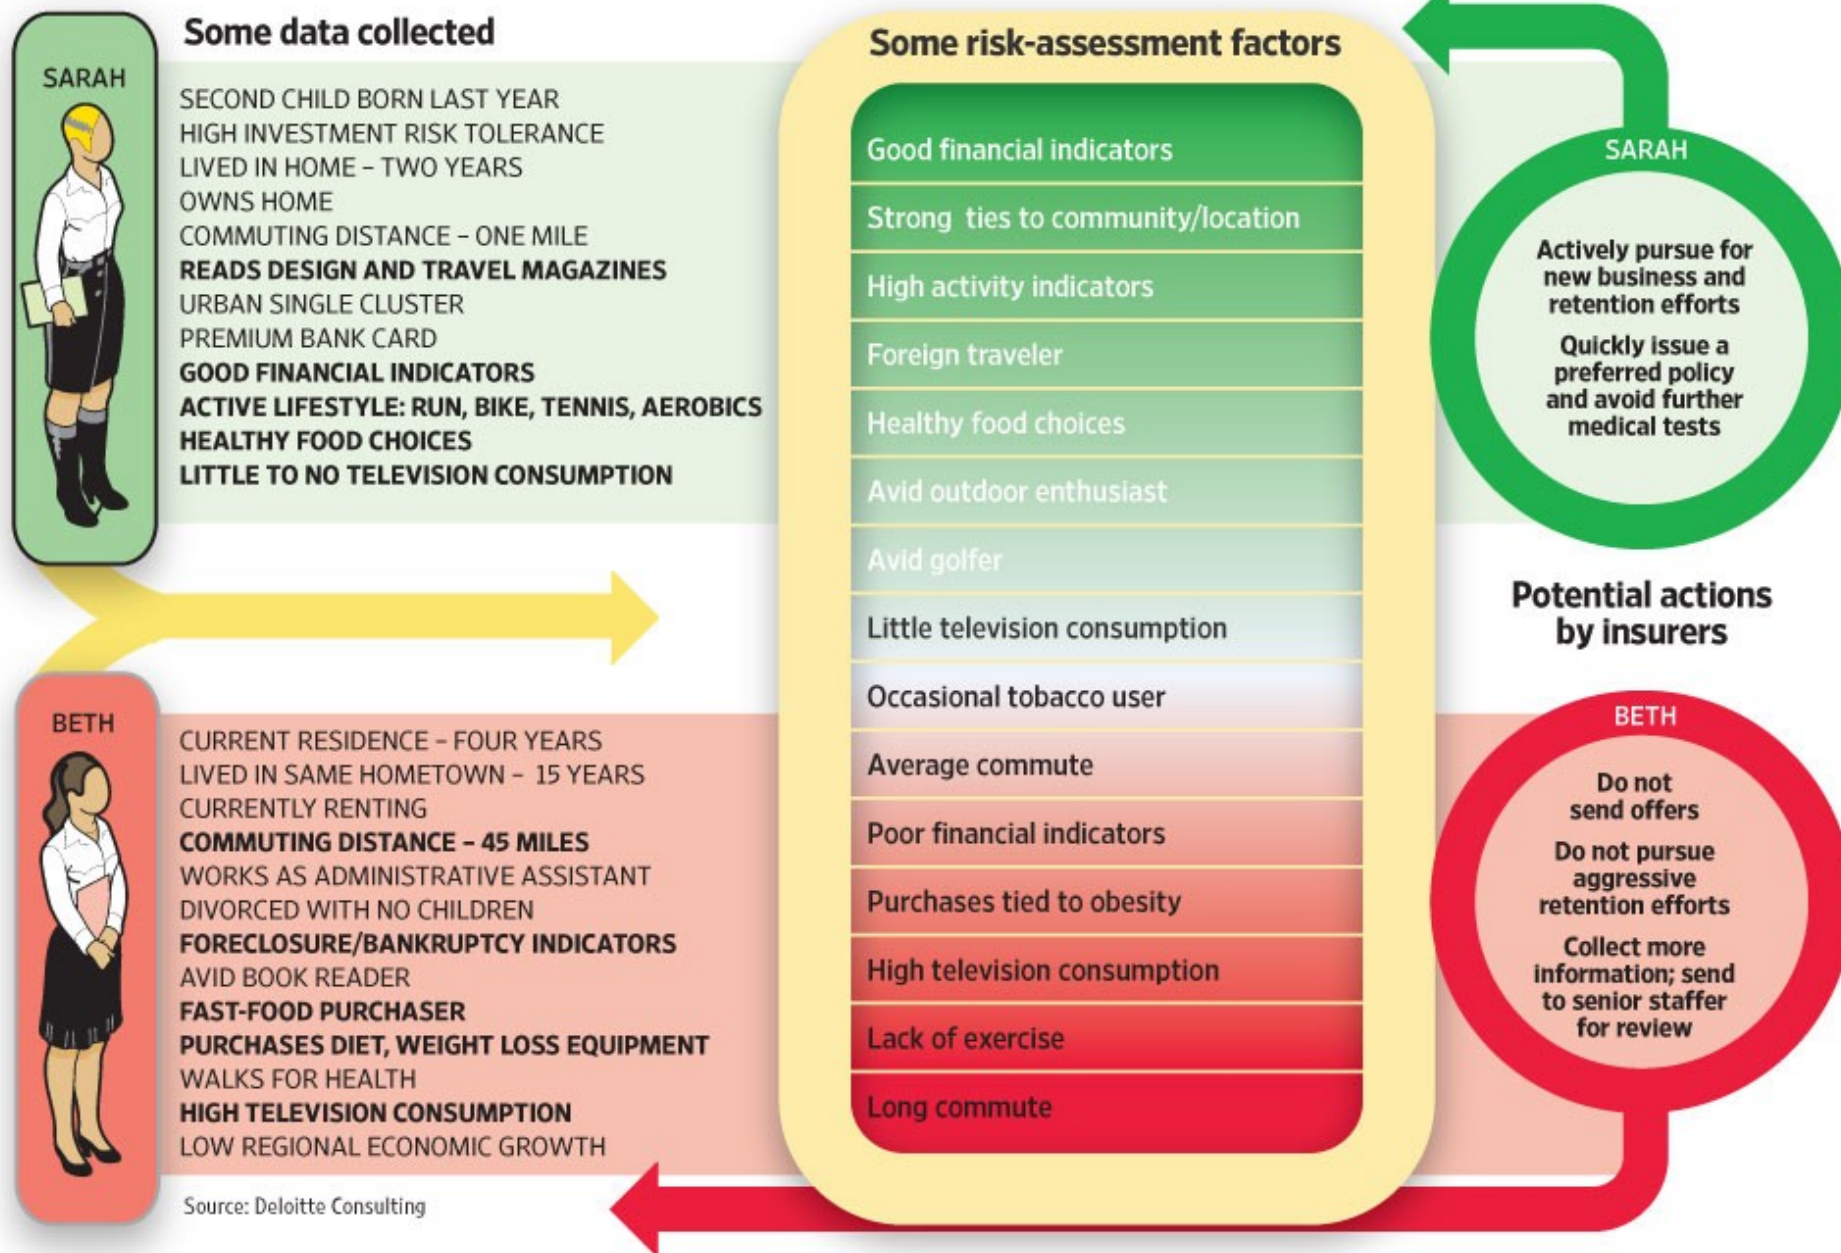 SARAH
Some data collected
SECOND CHILD BORN LAST YEAR
HIGH INVESTMENT RISK TOLERANCE
LIVED IN HOME – TWO YEARS
OWNS HOME
COMMUTING DISTANCE – ONE MILE
READS DESIGN AND TRAVEL MAGAZINES
URBAN SINGLE CLUSTER
PREMIUM BANK CARD
GOOD FINANCIAL INDICATORS
ACTIVE LIFESTYLE: RUN, BIKE, TENNIS, AEROBICS
HEALTHY FOOD CHOICES
LITTLE TO NO TELEVISION CONSUMPTION
BETH
CURRENT RESIDENCE – FOUR YEARS
LIVED IN SAME HOMETOWN – 15 YEARS
CURRENTLY RENTING
COMMUTING DISTANCE – 45 MILES
WORKS AS ADMINISTRATIVE ASSISTANT
DIVORCED WITH NO CHILDREN
FORECLOSURE/BANKRUPTCY INDICATORS
AVID BOOK READER
FAST-FOOD PURCHASER
PURCHASES DIET, WEIGHT LOSS EQUIPMENT
WALKS FOR HEALTH
HIGH TELEVISION CONSUMPTION
LOW REGIONAL ECONOMIC GROWTH
Source: Deloitte Consulting
Some risk-assessment factors
Good financial indicators
Strong ties to community/location
High activity indicators
Foreign traveler
Healthy food choices
Avid outdoor enthusiast
Avid golfer
Little television consumption
Occasional tobacco user
Average commute
Poor financial indicators
Purchases tied to obesity
High television consumption
Lack of exercise
Long commute
SARAH
Actively pursue for
new business and
retention efforts
Quickly issue a
preferred policy
and avoid further
medical tests
Potential actions
by insurers
BETH
Do not
send offers
Do not pursue
aggressive
retention efforts
Collect more
information; send
to senior staffer
for review